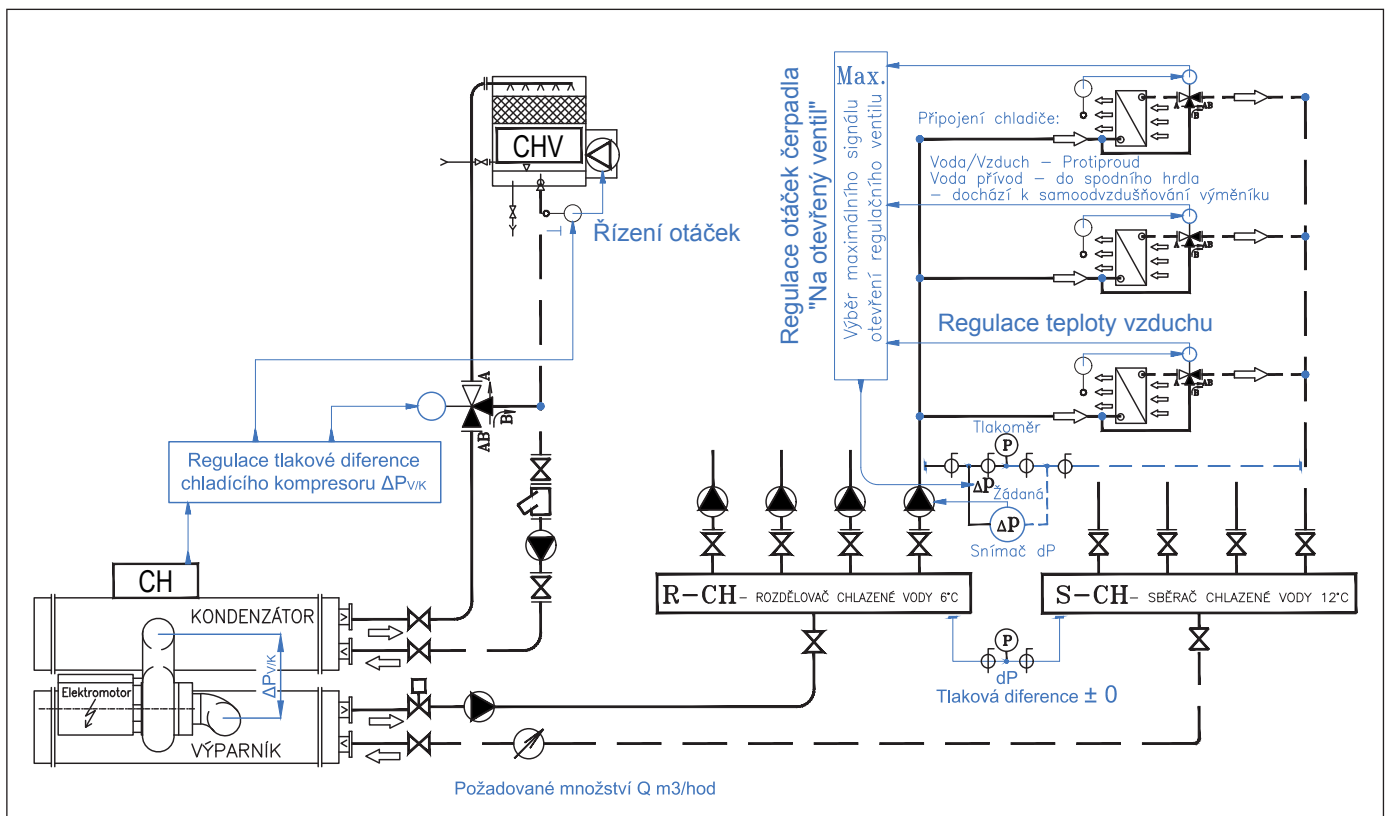 CHV
Řízení otáček
Regulace otáček čerpadla
"Na otevřený ventil"
Max.
Výběr maximálního signálu
otevření regulačního ventilu
Připojení chladiče:
Voda/Vzduch – Protiproud
Voda přívod – do spodního hrdla
– dochází k samoodvzdušňování výměníku
A
AB
B
A
AB
B
Regulace teploty vzduchu
A
AB
B
A
B
AB
Regulace tlakové diference
chladícího kompresoru ΔPV/K
Tlakoměr
P
ΔP
Žádaná
ΔP
Snímač dP
CH
KONDENZÁTOR
ΔPV/K
Elektromotor
VÝPARNÍK
R-CH– ROZDĚLOVAČ CHLAZENÉ VODY 6°C
S-CH– SBĚRAČ CHLAZENÉ VODY 12°C
P
dP
Tlaková diference ± 0
Požadované množství Q m3/hod